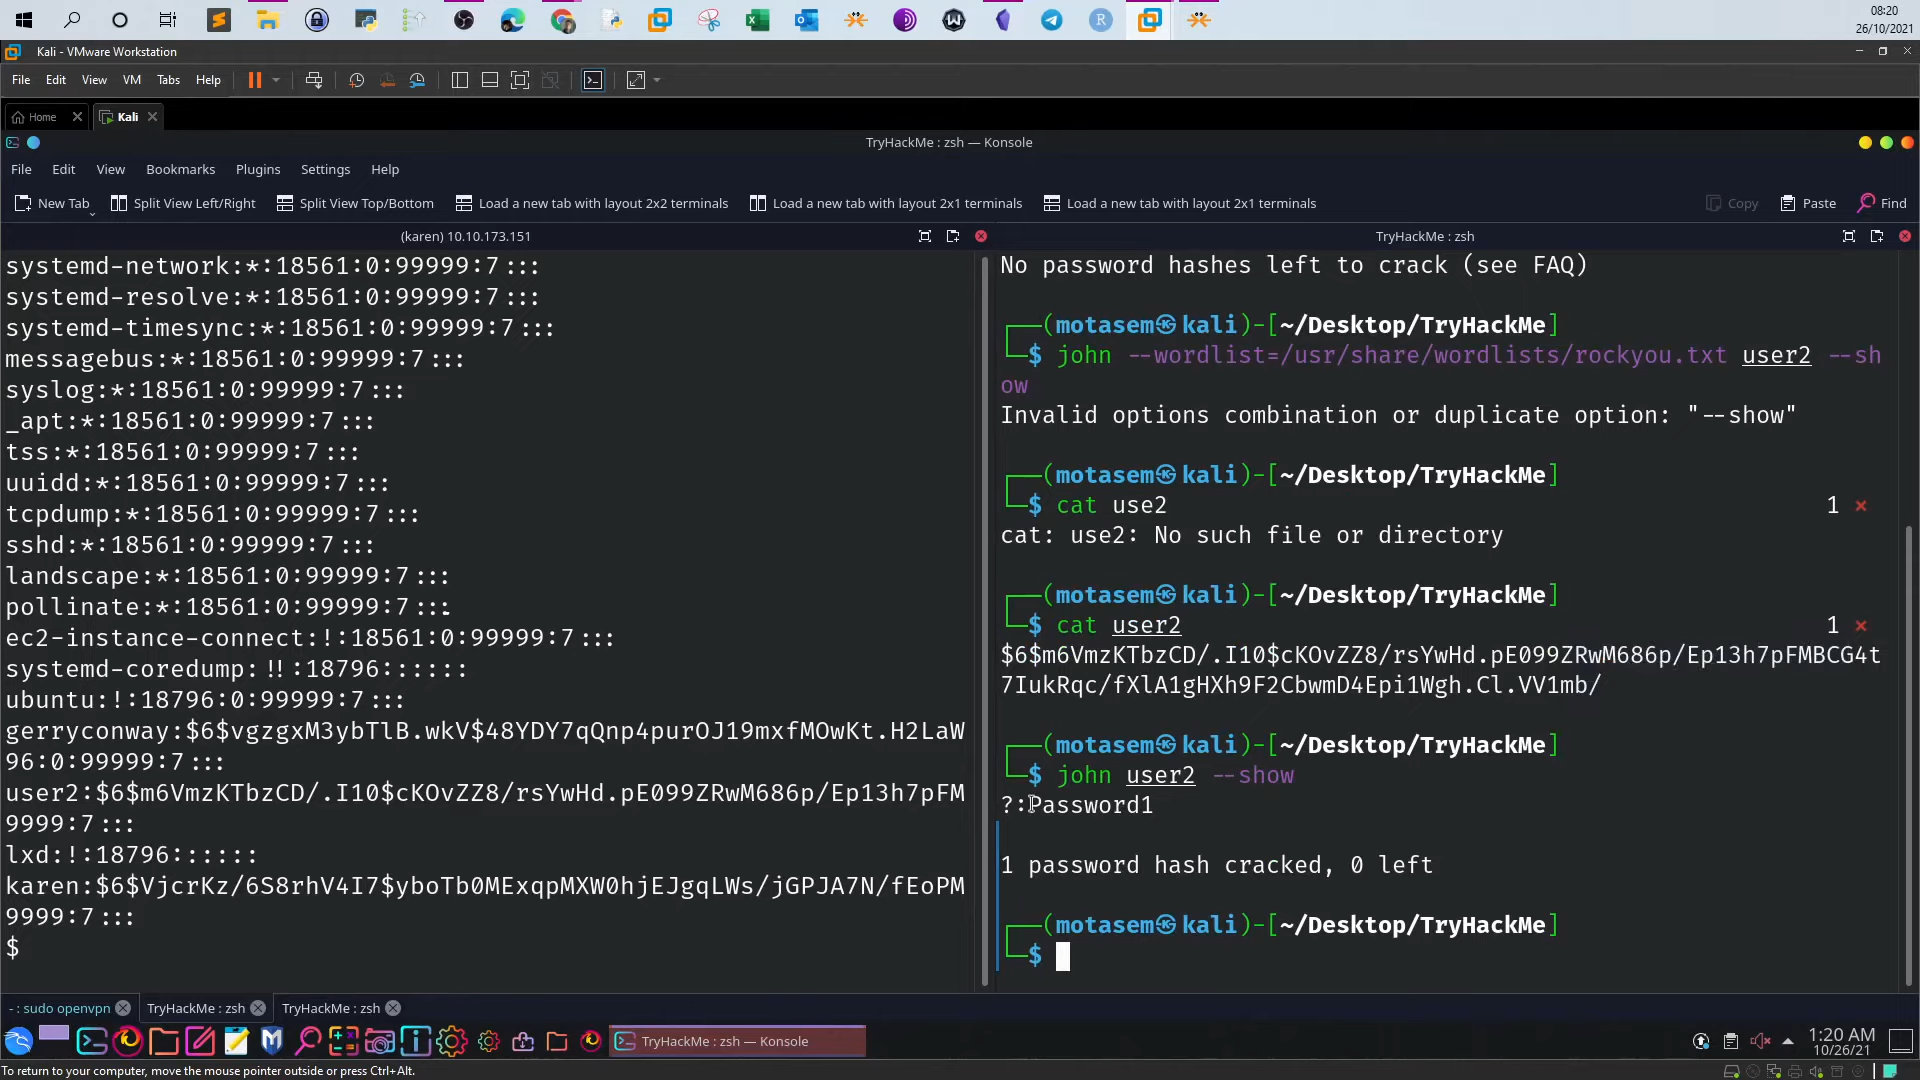 08:20
26/10/2021
Kali - VMware Workstation
File Edit View VM Tabs Help
Home
Kali
TryHackMe : zsh — Konsole
File Edit View Bookmarks Plugins Settings Help
New Tab Split View Left/Right Split View Top/Bottom Load a new tab with layout 2x2 terminals Load a new tab with layout 2x1 terminals Load a new tab with layout 2x1 terminals Copy Paste Find
(karen) 10.10.173.151
systemd-network:*:18561:0:99999:7:::
systemd-resolve:*:18561:0:99999:7:::
systemd-timesync:*:18561:0:99999:7:::
messagebus:*:18561:0:99999:7:::
syslog:*:18561:0:99999:7:::
_apt:*:18561:0:99999:7:::
tss:*:18561:0:99999:7:::
uuidd:*:18561:0:99999:7:::
tcpdump:*:18561:0:99999:7:::
sshd:*:18561:0:99999:7:::
landscape:*:18561:0:99999:7:::
pollinate:*:18561:0:99999:7:::
ec2-instance-connect:!:18561:0:99999:7:::
systemd-coredump:!!:18796::::::
ubuntu:!:18796:0:99999:7:::
gerryconway:$6$vgzgxM3ybTlB.wkV$48YDY7qQnp4purOJ19mxfMOwKt.H2LaW
96:0:99999:7:::
user2:$6$m6VmzKTbzCD/.I10$cKOvZZ8/rsYwHd.pE099ZRwM686p/Ep13h7pFM
9999:7:::
lxd:!:18796::::::
karen:$6$VjcrKz/6S8rhV4I7$yboTb0MExqpMXW0hjEJgqLWs/jGPJA7N/fEoPM
9999:7:::
$
TryHackMe : zsh
No password hashes left to crack (see FAQ)
┌──(motasem㉿kali)-[~/Desktop/TryHackMe]
└─$ john --wordlist=/usr/share/wordlists/rockyou.txt user2 --sh
ow
Invalid options combination or duplicate option: "--show"
┌──(motasem㉿kali)-[~/Desktop/TryHackMe]
└─$ cat use2 1 ⨯
cat: use2: No such file or directory
┌──(motasem㉿kali)-[~/Desktop/TryHackMe]
└─$ cat user2 1 ⨯
$6$m6VmzKTbzCD/.I10$cKOvZZ8/rsYwHd.pE099ZRwM686p/Ep13h7pFMBCG4t
7IukRqc/fXlA1gHXh9F2CbwmD4Epi1Wgh.Cl.VV1mb/
┌──(motasem㉿kali)-[~/Desktop/TryHackMe]
└─$ john user2 --show
?:Password1
1 password hash cracked, 0 left
┌──(motasem㉿kali)-[~/Desktop/TryHackMe]
└─$
- : sudo openvpn TryHackMe : zsh TryHackMe : zsh
TryHackMe : zsh — Konsole
1:20 AM
10/26/21
To return to your computer, move the mouse pointer outside or press Ctrl+Alt.